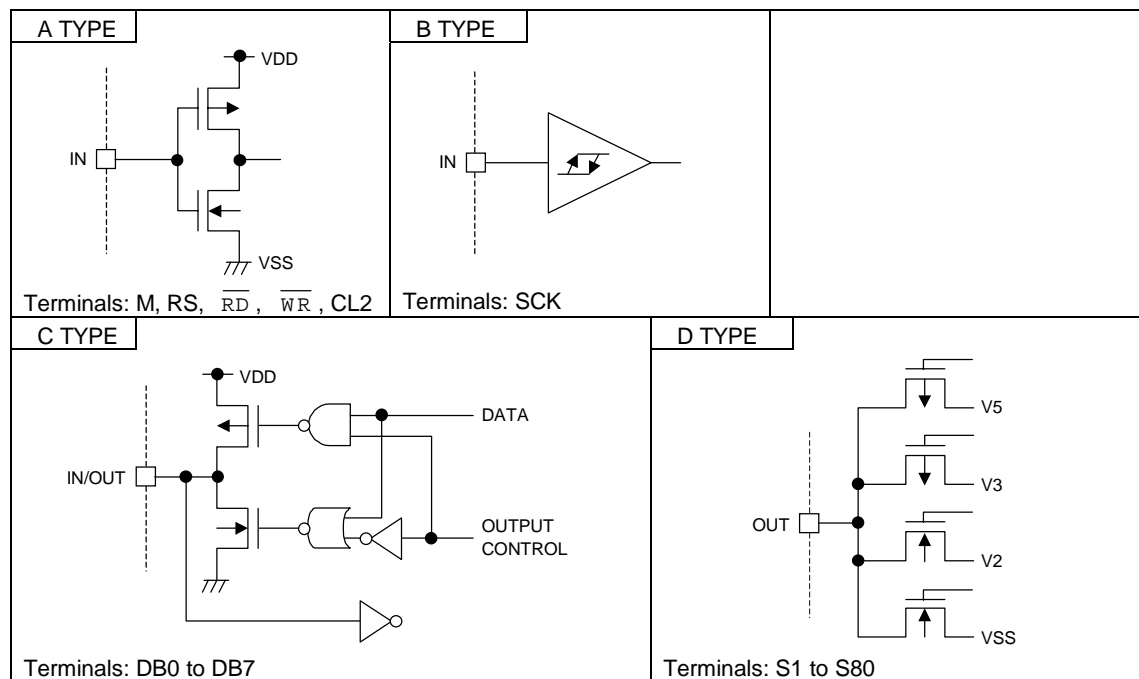 A TYPE
VDD
IN
VSS
Terminals: M, RS, RD, WR, CL2
B TYPE
IN
Terminals: SCK
C TYPE
VDD
DATA
IN/OUT
OUTPUT
CONTROL
Terminals: DB0 to DB7
D TYPE
V5
V3
OUT
V2
VSS
Terminals: S1 to S80